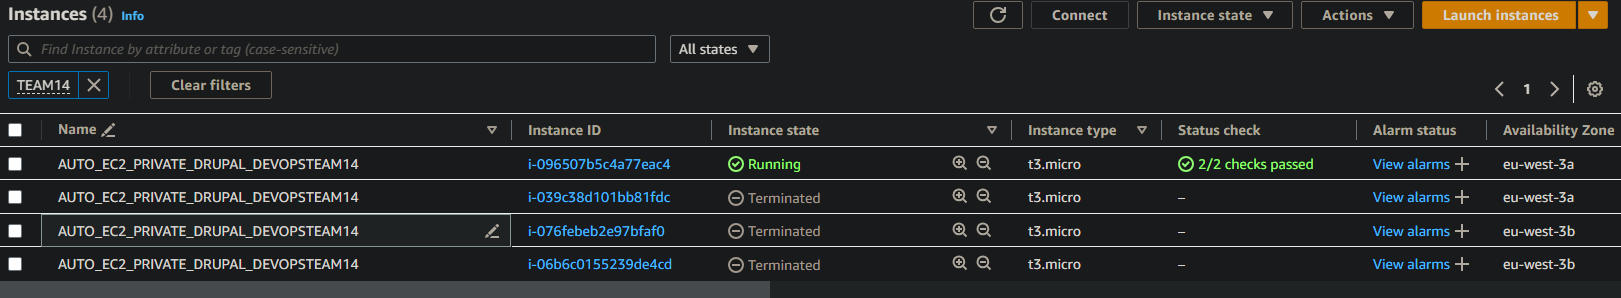 Instances (4) Info Connect Instance state Actions Launch instances
Find Instance by attribute or tag (case-sensitive) All states
TEAM14 Clear filters 1
Name Instance ID Instance state Instance type Status check Alarm status Availability Zone
AUTO_EC2_PRIVATE_DRUPAL_DEVOPSTEAM14 i-096507b5c4a77eac4 Running t3.micro 2/2 checks passed View alarms eu-west-3a
AUTO_EC2_PRIVATE_DRUPAL_DEVOPSTEAM14 i-039c38d101bb81fdc Terminated t3.micro – View alarms eu-west-3a
AUTO_EC2_PRIVATE_DRUPAL_DEVOPSTEAM14 i-076febeb2e97bfaf0 Terminated t3.micro – View alarms eu-west-3b
AUTO_EC2_PRIVATE_DRUPAL_DEVOPSTEAM14 i-06b6c0155239de4cd Terminated t3.micro – View alarms eu-west-3b